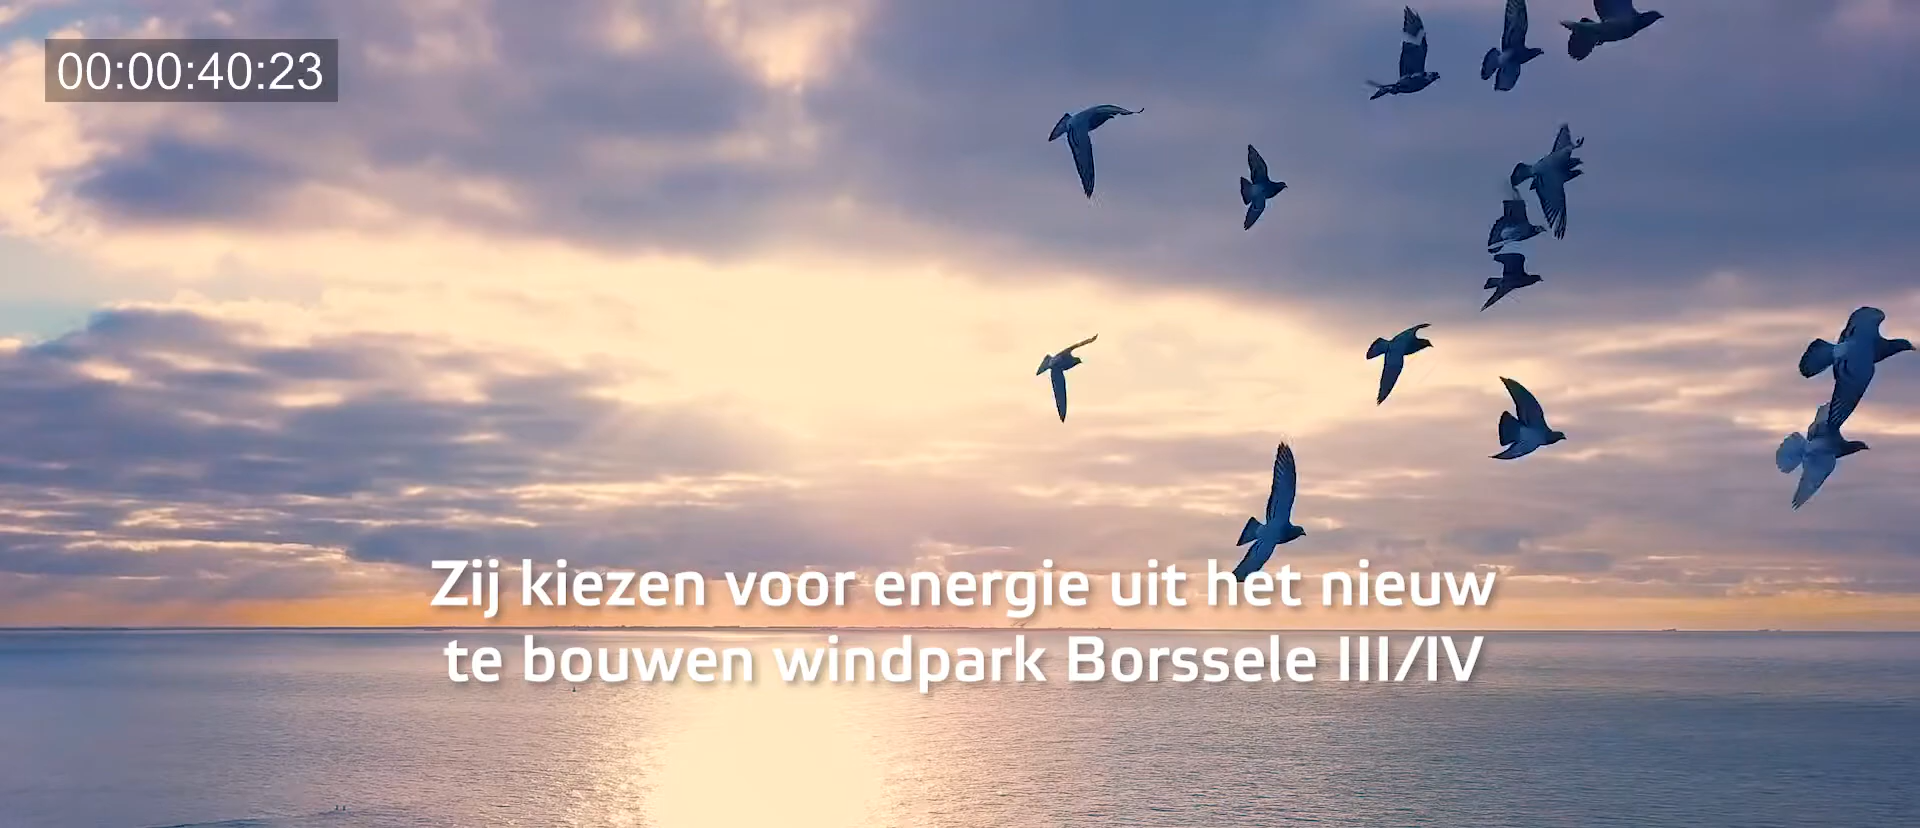 00:00:40:23
Zij kiezen voor energie uit het nieuw
te bouwen windpark Borssele III/IV